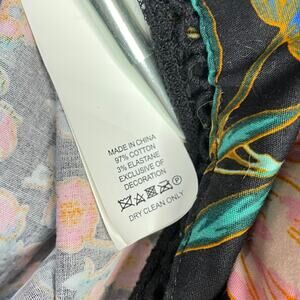 MADE IN CHINA
97% COTTON
3% ELASTANE
EXCLUSIVE OF
DECORATION
P
DRY CLEAN ONLY